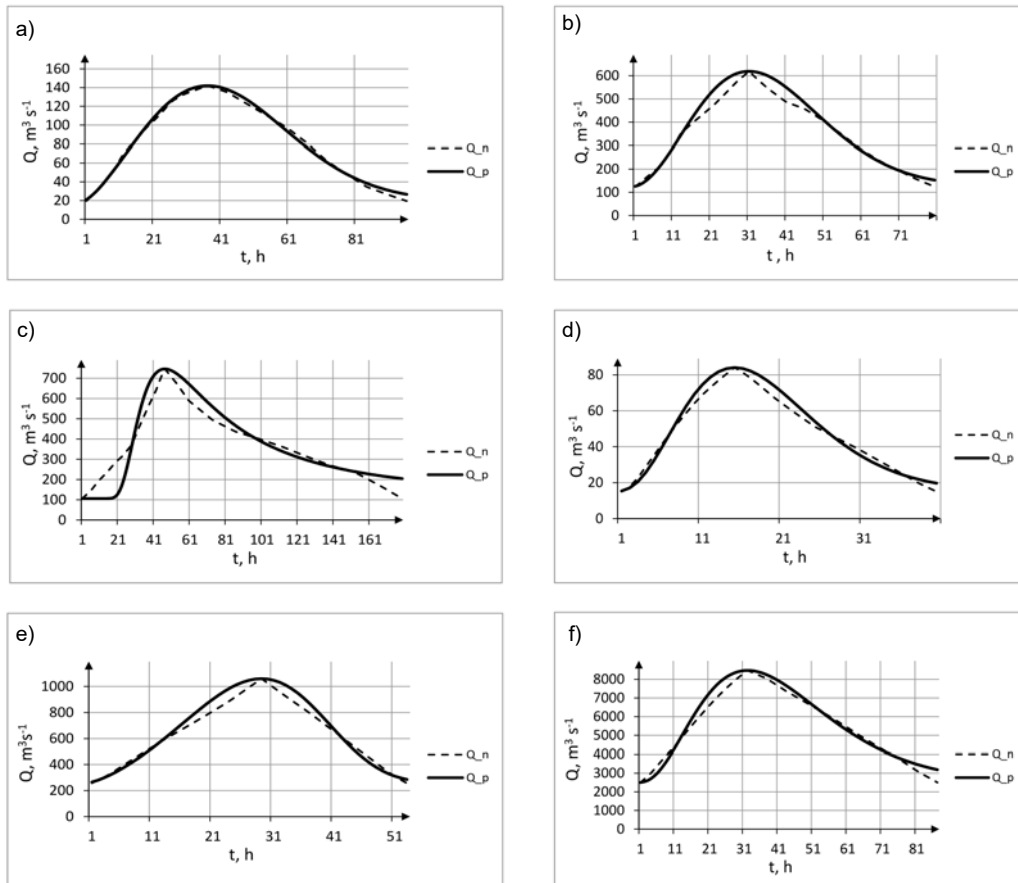 a)
160
140
120
100
80
60
40
20
0
Q, m³ s⁻¹
1 21 41 61 81
t, h
Q_n
Q_p
b)
600
500
400
300
200
100
0
Q, m³ s⁻¹
1 11 21 31 41 51 61 71
t, h
Q_n
Q_p
c)
700
600
500
400
300
200
100
0
Q, m³ s⁻¹
1 21 41 61 81 101 121 141 161
t, h
Q_n
Q_p
d)
80
60
40
20
0
Q, m³ s⁻¹
1 11 21 31
t, h
Q_n
Q_p
e)
1000
800
600
400
200
0
Q, m³s⁻¹
1 11 21 31 41 51
t, h
Q_n
Q_p
f)
8000
7000
6000
5000
4000
3000
2000
1000
0
Q, m³ s⁻¹
1 11 21 31 41 51 61 71 81
t, h
Q_n
Q_p